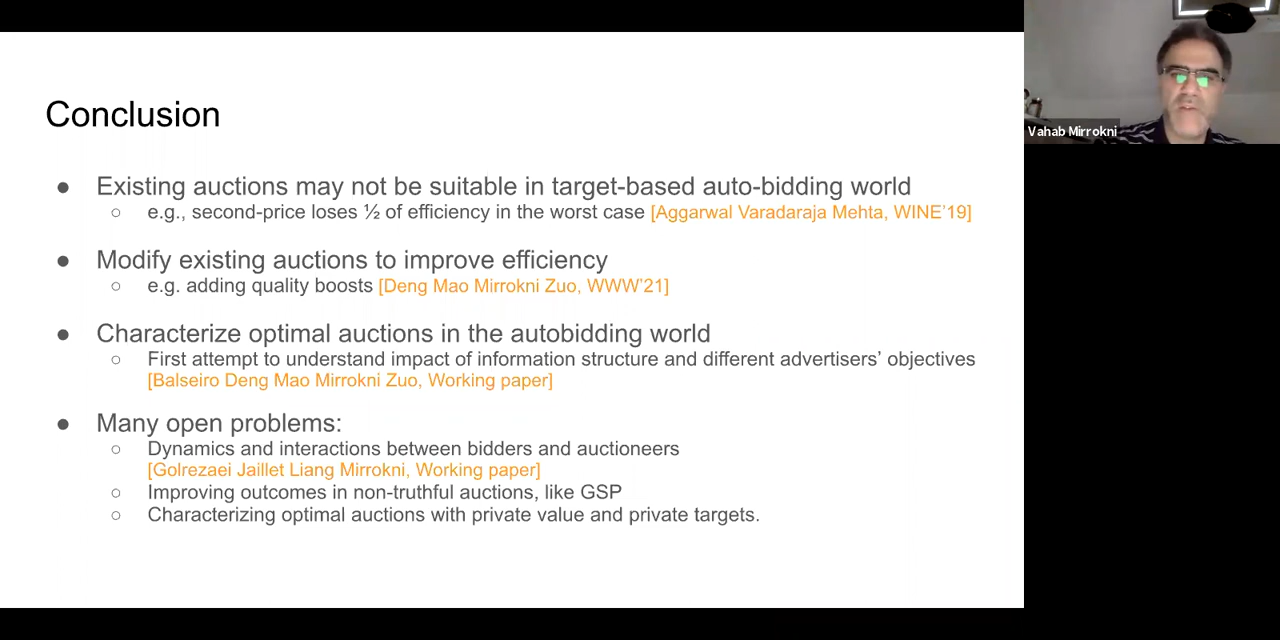 Conclusion
● Existing auctions may not be suitable in target-based auto-bidding world
○ e.g., second-price loses ½ of efficiency in the worst case [Aggarwal Varadaraja Mehta, WINE’19]
● Modify existing auctions to improve efficiency
○ e.g. adding quality boosts [Deng Mao Mirrokni Zuo, WWW’21]
● Characterize optimal auctions in the autobidding world
○ First attempt to understand impact of information structure and different advertisers’ objectives
[Balseiro Deng Mao Mirrokni Zuo, Working paper]
● Many open problems:
○ Dynamics and interactions between bidders and auctioneers
[Golrezaei Jaillet Liang Mirrokni, Working paper]
○ Improving outcomes in non-truthful auctions, like GSP
○ Characterizing optimal auctions with private value and private targets.
Vahab Mirrokni